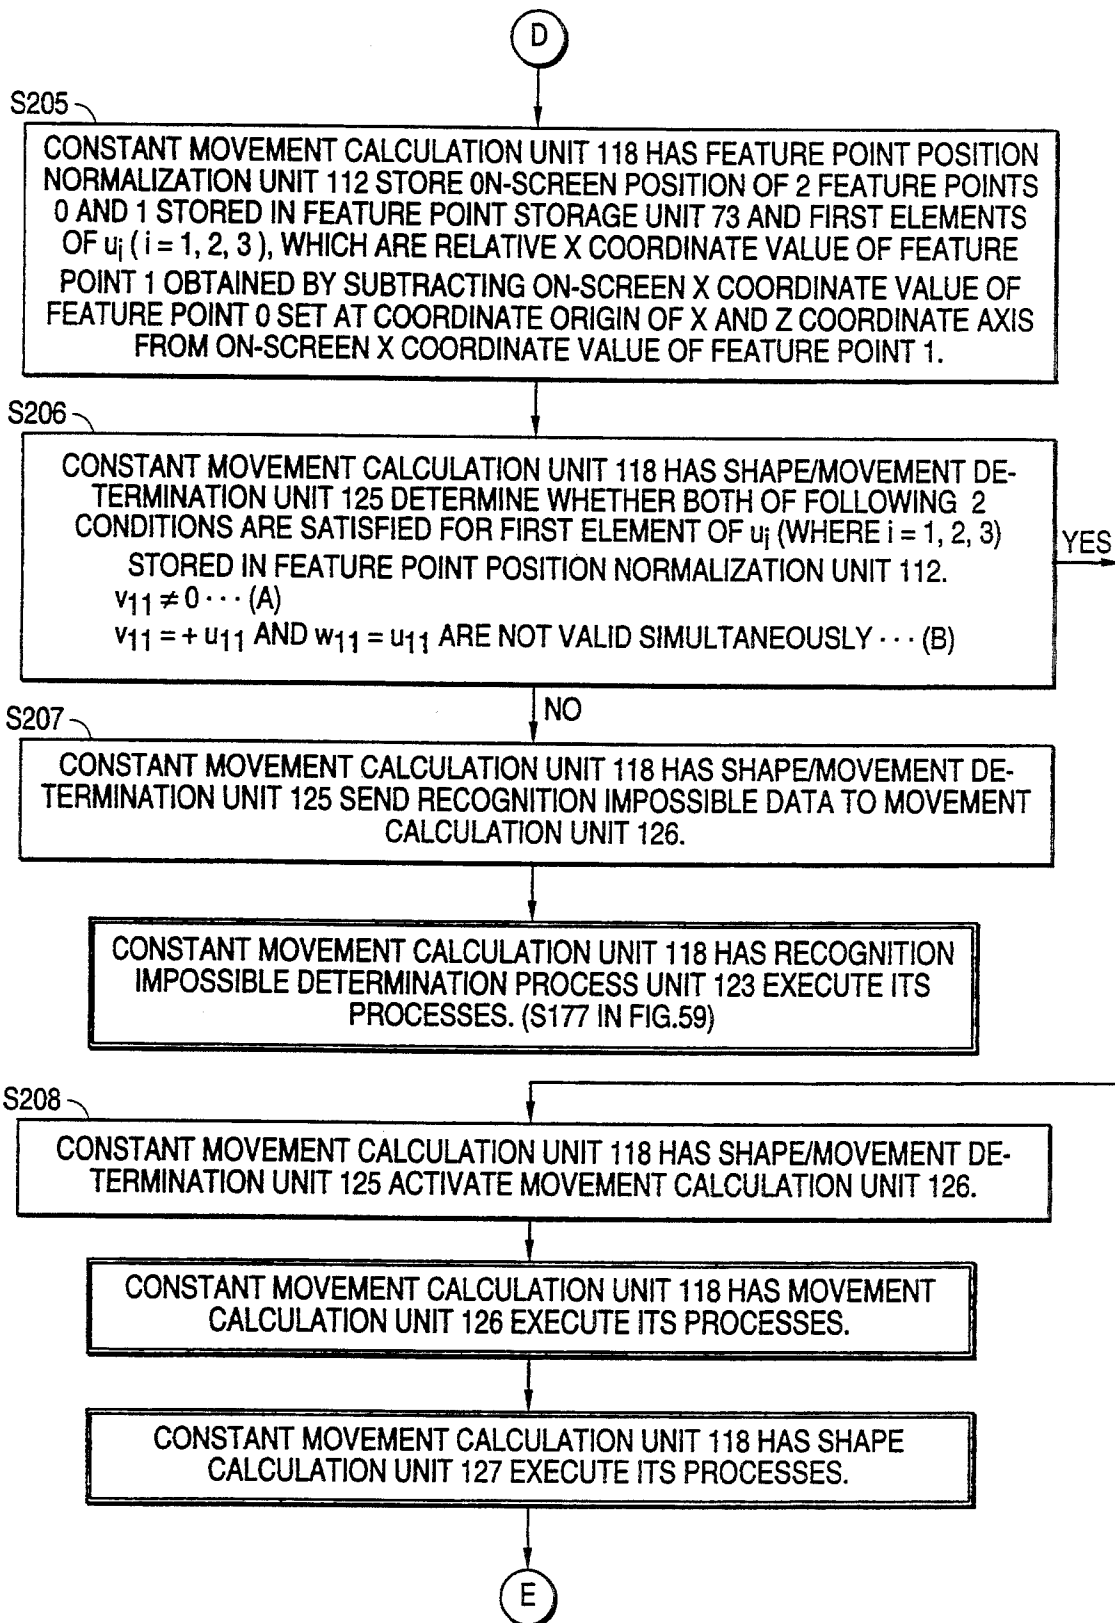 D
S205
CONSTANT MOVEMENT CALCULATION UNIT 118 HAS FEATURE POINT POSITION
NORMALIZATION UNIT 112 STORE ON-SCREEN POSITION OF 2 FEATURE POINTS
0 AND 1 STORED IN FEATURE POINT STORAGE UNIT 73 AND FIRST ELEMENTS
OF uj ( i = 1, 2, 3 ), WHICH ARE RELATIVE X COORDINATE VALUE OF FEATURE
POINT 1 OBTAINED BY SUBTRACTING ON-SCREEN X COORDINATE VALUE OF
FEATURE POINT 0 SET AT COORDINATE ORIGIN OF X AND Z COORDINATE AXIS
FROM ON-SCREEN X COORDINATE VALUE OF FEATURE POINT 1.
S206
CONSTANT MOVEMENT CALCULATION UNIT 118 HAS SHAPE/MOVEMENT DE-
TERMINATION UNIT 125 DETERMINE WHETHER BOTH OF FOLLOWING 2
CONDITIONS ARE SATISFIED FOR FIRST ELEMENT OF uj (WHERE i = 1, 2, 3)
STORED IN FEATURE POINT POSITION NORMALIZATION UNIT 112.
v11 ≠ 0 ··· (A)
v11 = + u11 AND w11 = u11 ARE NOT VALID SIMULTANEOUSLY ··· (B)
YES
NO
S207
CONSTANT MOVEMENT CALCULATION UNIT 118 HAS SHAPE/MOVEMENT DE-
TERMINATION UNIT 125 SEND RECOGNITION IMPOSSIBLE DATA TO MOVEMENT
CALCULATION UNIT 126.
CONSTANT MOVEMENT CALCULATION UNIT 118 HAS RECOGNITION
IMPOSSIBLE DETERMINATION PROCESS UNIT 123 EXECUTE ITS
PROCESSES. (S177 IN FIG.59)
S208
CONSTANT MOVEMENT CALCULATION UNIT 118 HAS SHAPE/MOVEMENT DE-
TERMINATION UNIT 125 ACTIVATE MOVEMENT CALCULATION UNIT 126.
CONSTANT MOVEMENT CALCULATION UNIT 118 HAS MOVEMENT
CALCULATION UNIT 126 EXECUTE ITS PROCESSES.
CONSTANT MOVEMENT CALCULATION UNIT 118 HAS SHAPE
CALCULATION UNIT 127 EXECUTE ITS PROCESSES.
E